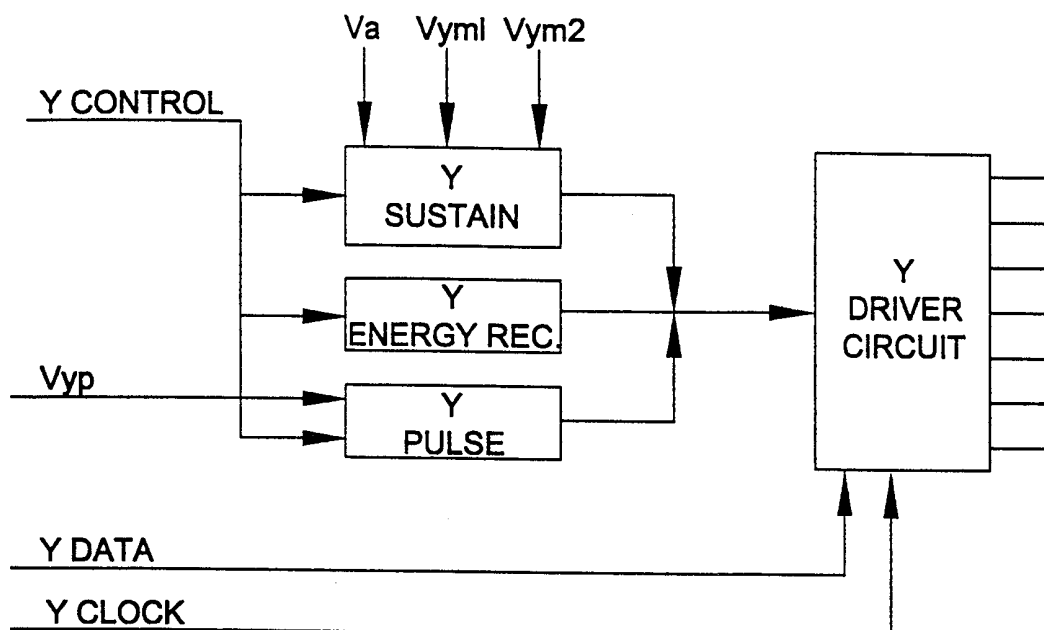 Va Vyml Vym2
Y CONTROL
Y
SUSTAIN
Y
ENERGY REC.
Vyp
Y
PULSE
Y
DRIVER
CIRCUIT
Y DATA
Y CLOCK